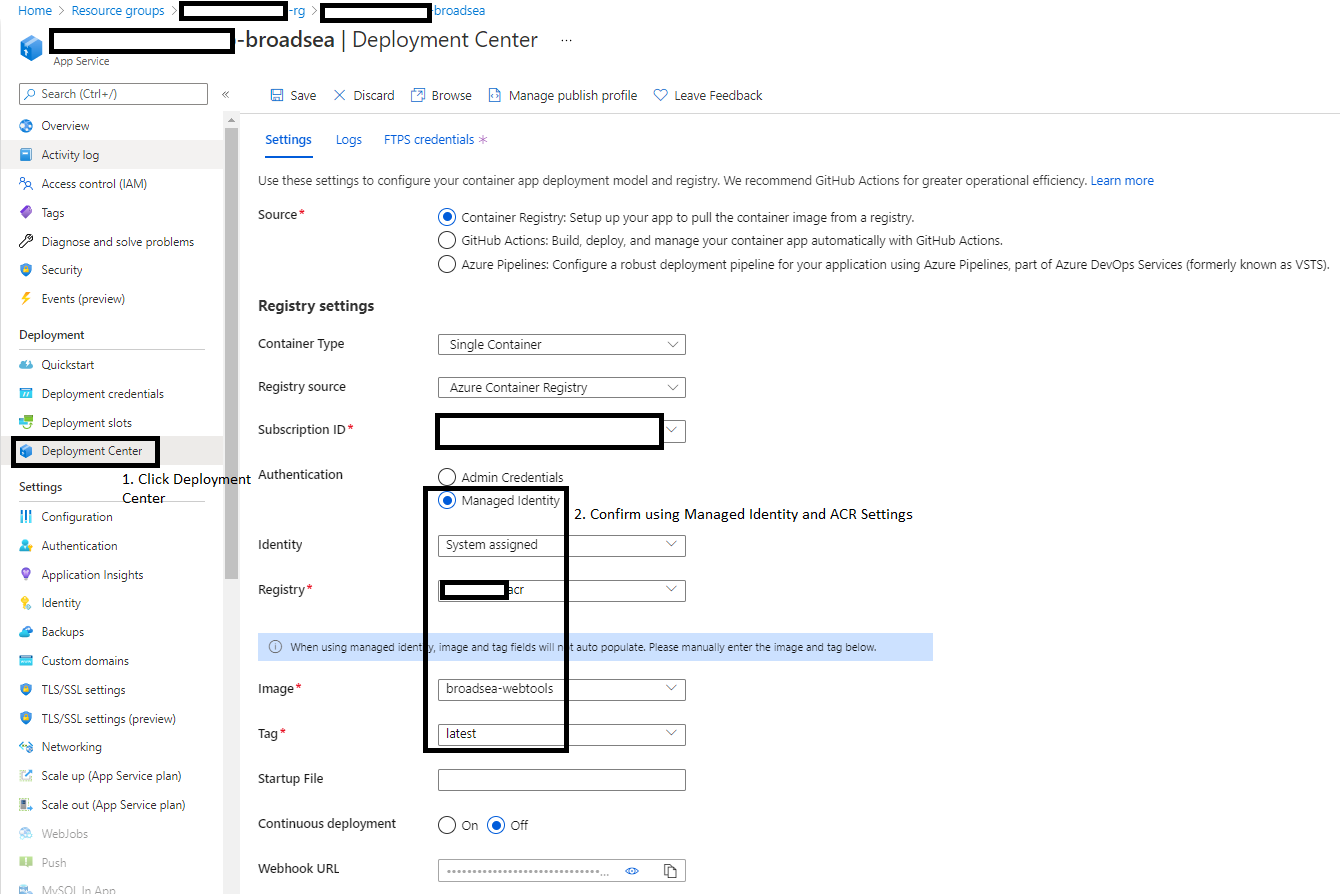 Home > Resource groups > -rg > broadsea
-broadsea | Deployment Center ...
App Service
Search (Ctrl+/) «
Save Discard Browse Manage publish profile Leave Feedback
Overview
Activity log
Access control (IAM)
Tags
Diagnose and solve problems
Security
Events (preview)
Deployment
Quickstart
Deployment credentials
Deployment slots
Deployment Center
1. Click Deployment
Center
Settings
Configuration
Authentication
Application Insights
Identity
Backups
Custom domains
TLS/SSL settings
TLS/SSL settings (preview)
Networking
Scale up (App Service plan)
Scale out (App Service plan)
WebJobs
Push
MySQL In App
Settings Logs FTPS credentials *
Use these settings to configure your container app deployment model and registry. We recommend GitHub Actions for greater operational efficiency. Learn more
Source* Container Registry: Setup up your app to pull the container image from a registry.
GitHub Actions: Build, deploy, and manage your container app automatically with GitHub Actions.
Azure Pipelines: Configure a robust deployment pipeline for your application using Azure Pipelines, part of Azure DevOps Services (formerly known as VSTS).
Registry settings
Container Type Single Container
Registry source Azure Container Registry
Subscription ID*
Authentication Admin Credentials
Managed Identity
2. Confirm using Managed Identity and ACR Settings
Identity System assigned
Registry* acr
When using managed identity, image and tag fields will not auto populate. Please manually enter the image and tag below.
Image* broadsea-webtools
Tag* latest
Startup File
Continuous deployment On Off
Webhook URL ................................